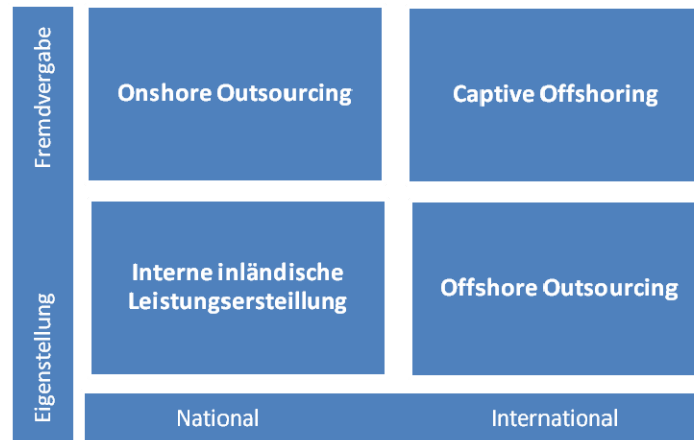 Fremdvergabe
Onshore Outsourcing
Captive Offshoring
Eigenstellung
Interne inländische
Leistungsersteillung
Offshore Outsourcing
National
International